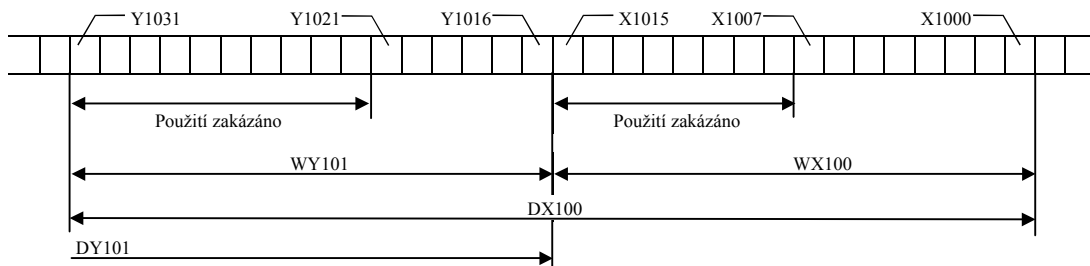 Y1031 Y1021 Y1016 X1015 X1007 X1000
Použití zakázáno Použití zakázáno
WY101 WX100
DX100
DY101